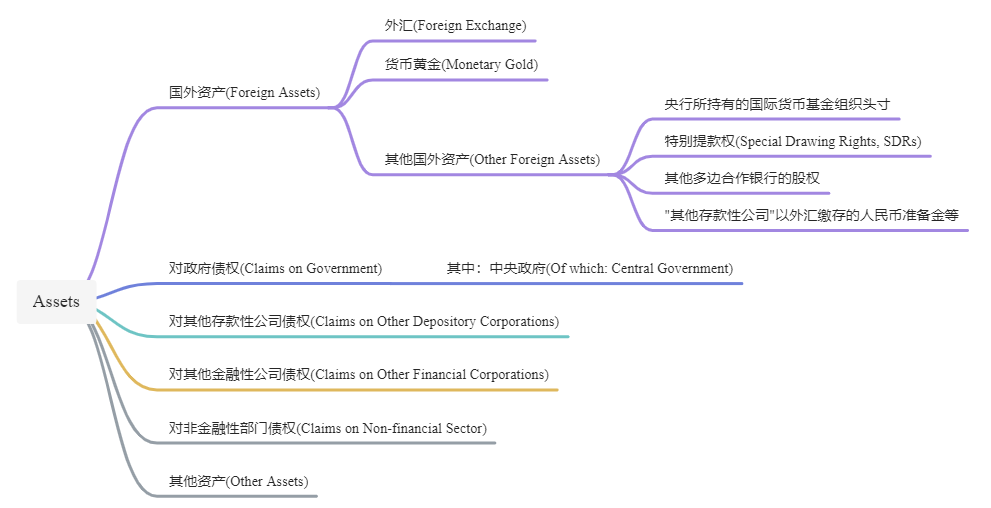 外汇(Foreign Exchange)
货币黄金(Monetary Gold)
国外资产(Foreign Assets)
央行所持有的国际货币基金组织头寸
特别提款权(Special Drawing Rights, SDRs)
其他国外资产(Other Foreign Assets)
其他多边合作银行的股权
"其他存款性公司"以外汇缴存的人民币准备金等
对政府债权(Claims on Government)
其中：中央政府(Of which: Central Government)
Assets
对其他存款性公司债权(Claims on Other Depository Corporations)
对其他金融性公司债权(Claims on Other Financial Corporations)
对非金融性部门债权(Claims on Non-financial Sector)
其他资产(Other Assets)